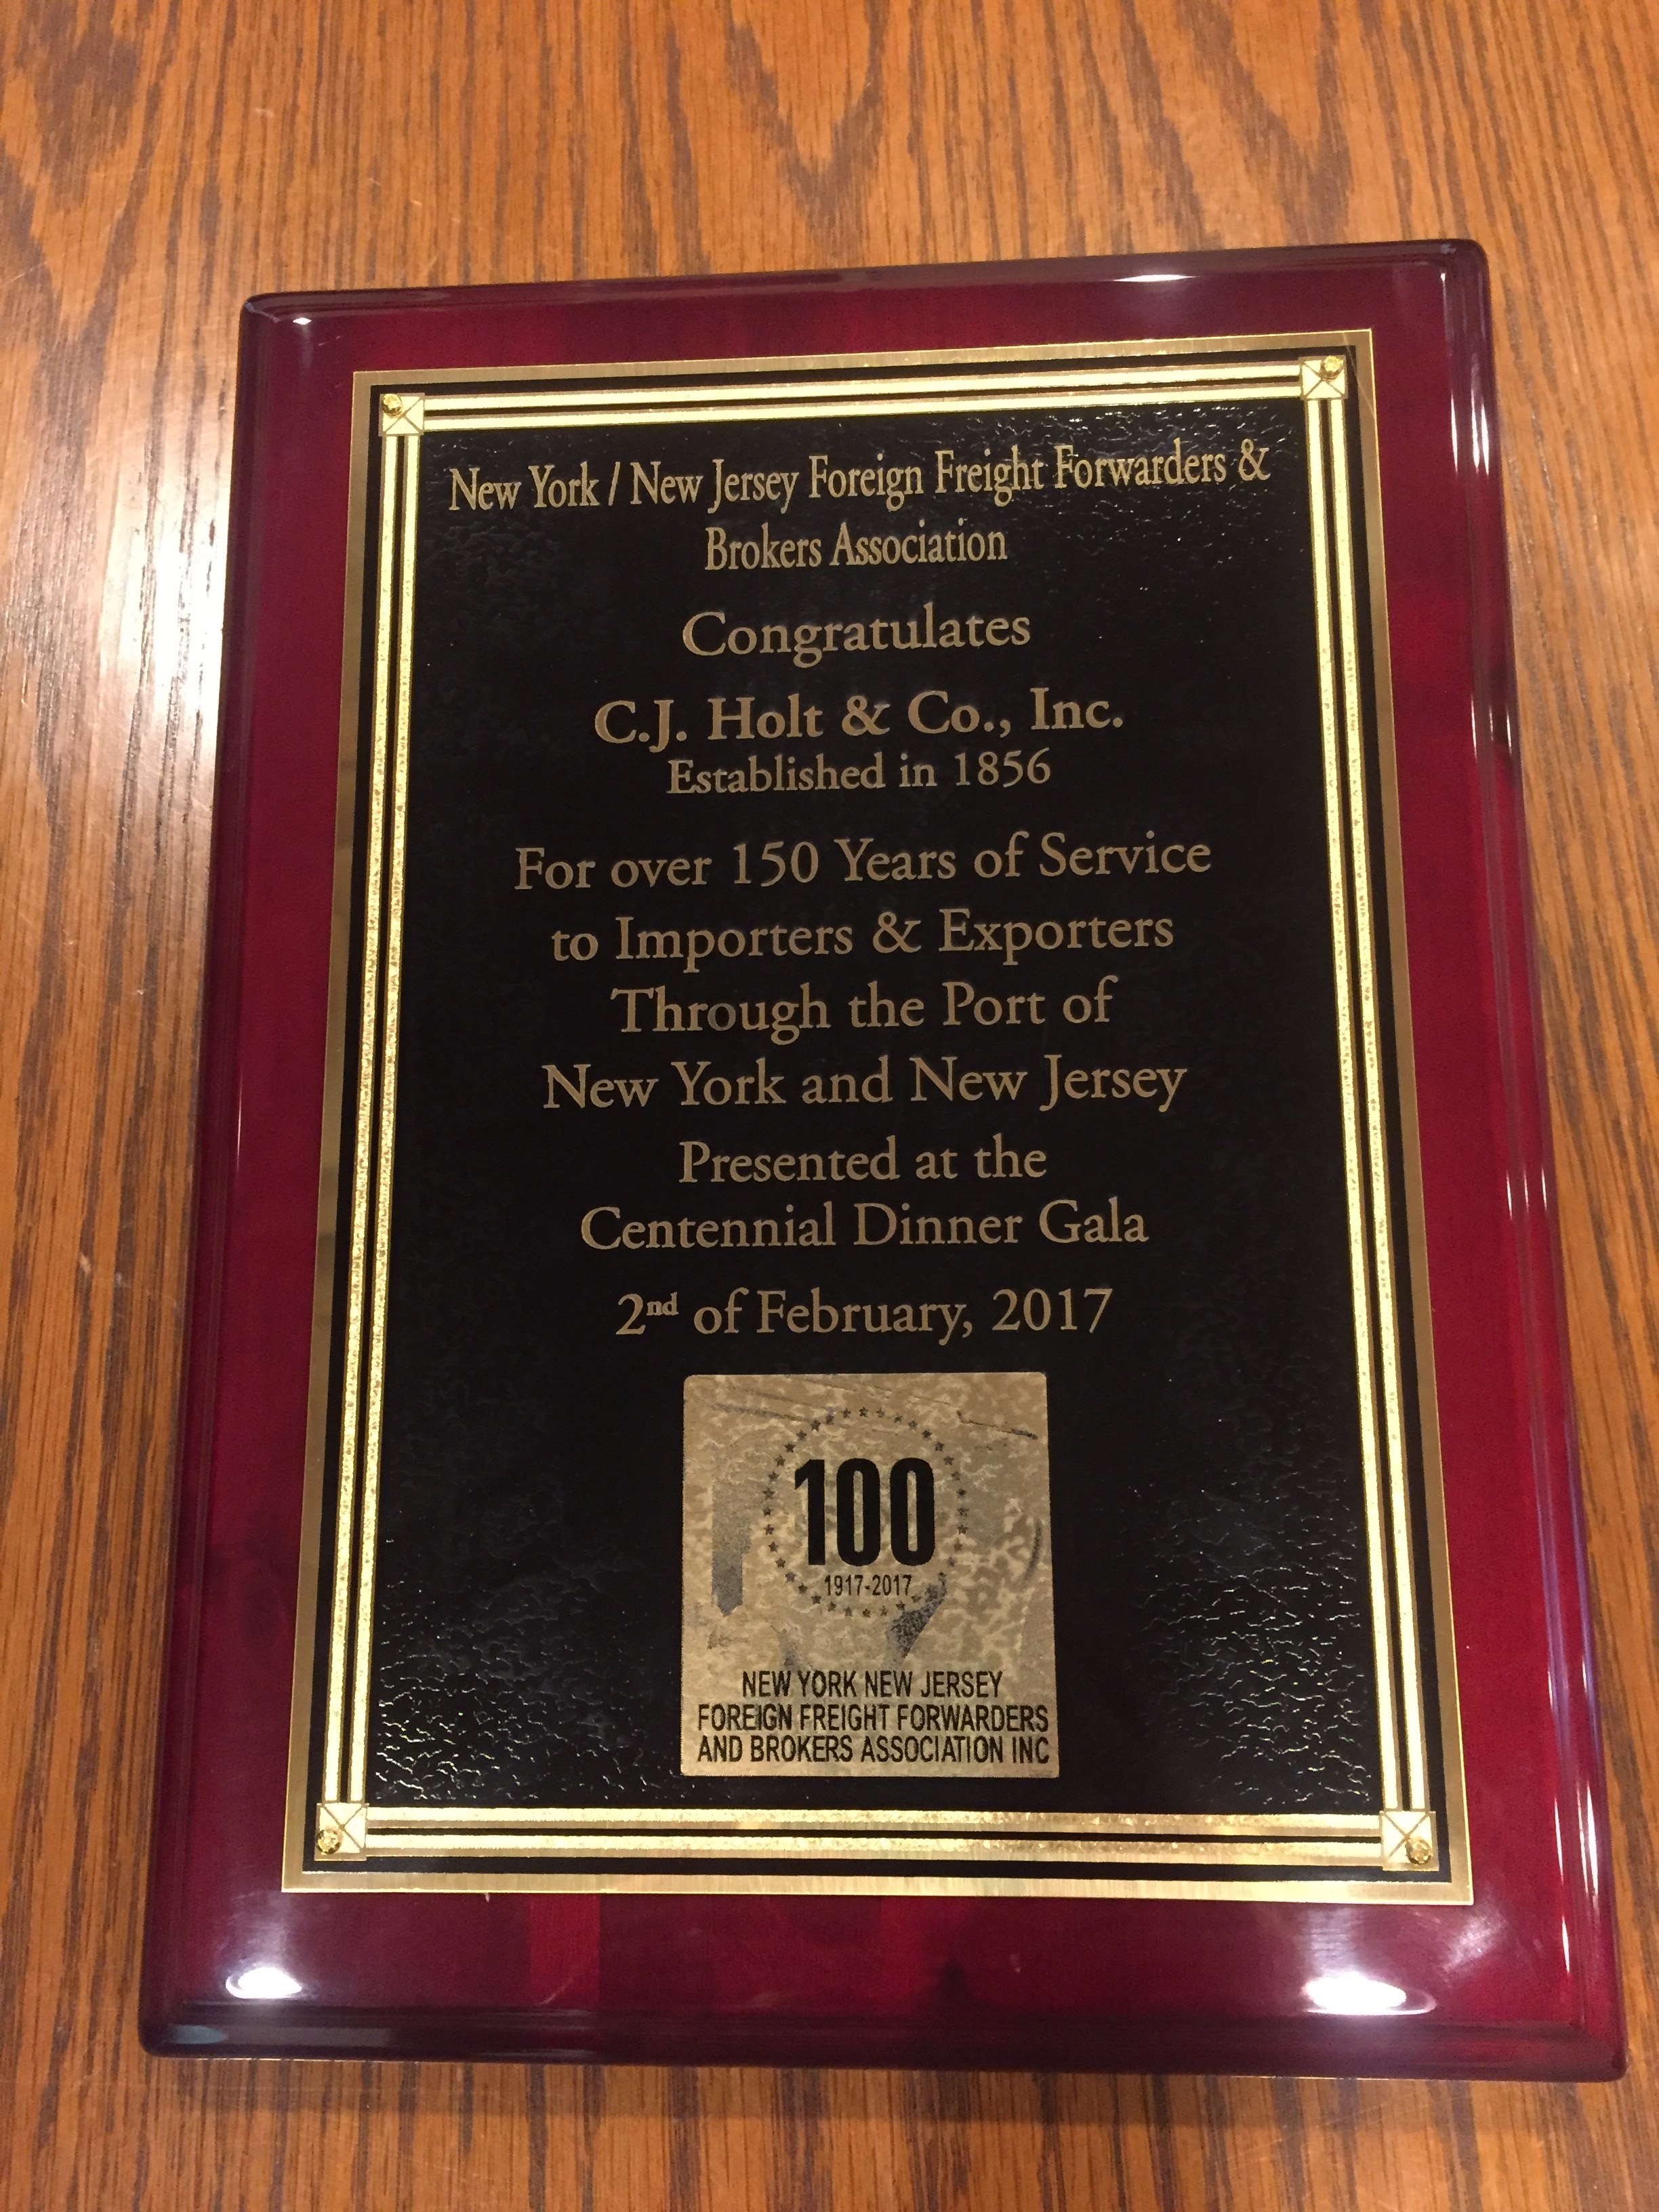 New York / New Jersey Foreign Freight Forwarders &
Brokers Association
Congratulates
C.J. Holt & Co., Inc.
Established in 1856
For over 150 Years of Service
to Importers & Exporters
Through the Port of
New York and New Jersey
Presented at the
Centennial Dinner Gala
2nd of February, 2017
100
1917-2017
NEW YORK NEW JERSEY
FOREIGN FREIGHT FORWARDERS
AND BROKERS ASSOCIATION INC